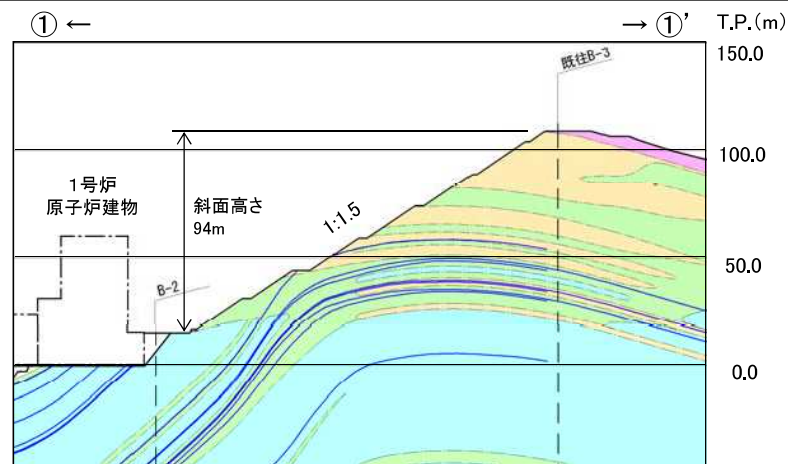 ① ←
→ ①’
T.P.(m)
150.0
既往B-3
100.0
1号炉
原子炉建物
斜面高さ
94m
1:1.5
50.0
B-2
0.0